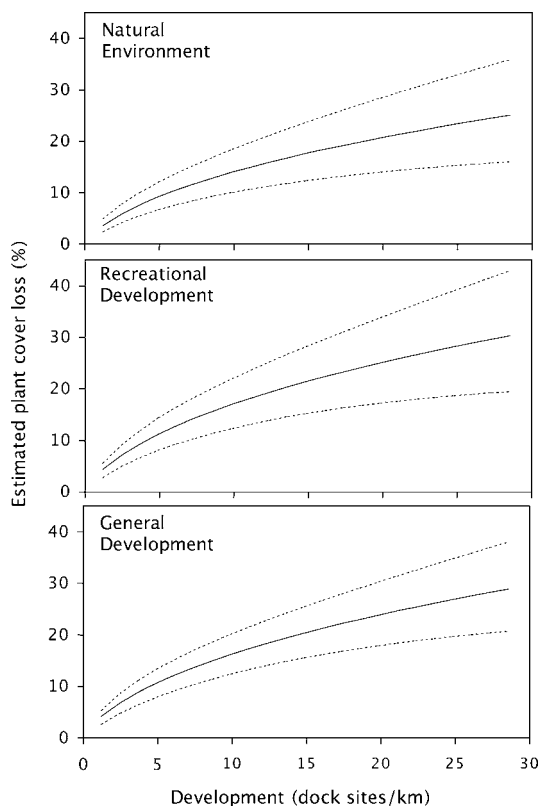 40
30
20
10
0
Natural
Environment
40
30
20
10
0
Recreational
Development
40
30
20
10
0
General
Development
0 5 10 15 20 25 30
Estimated plant cover loss (%)
Development (dock sites/km)